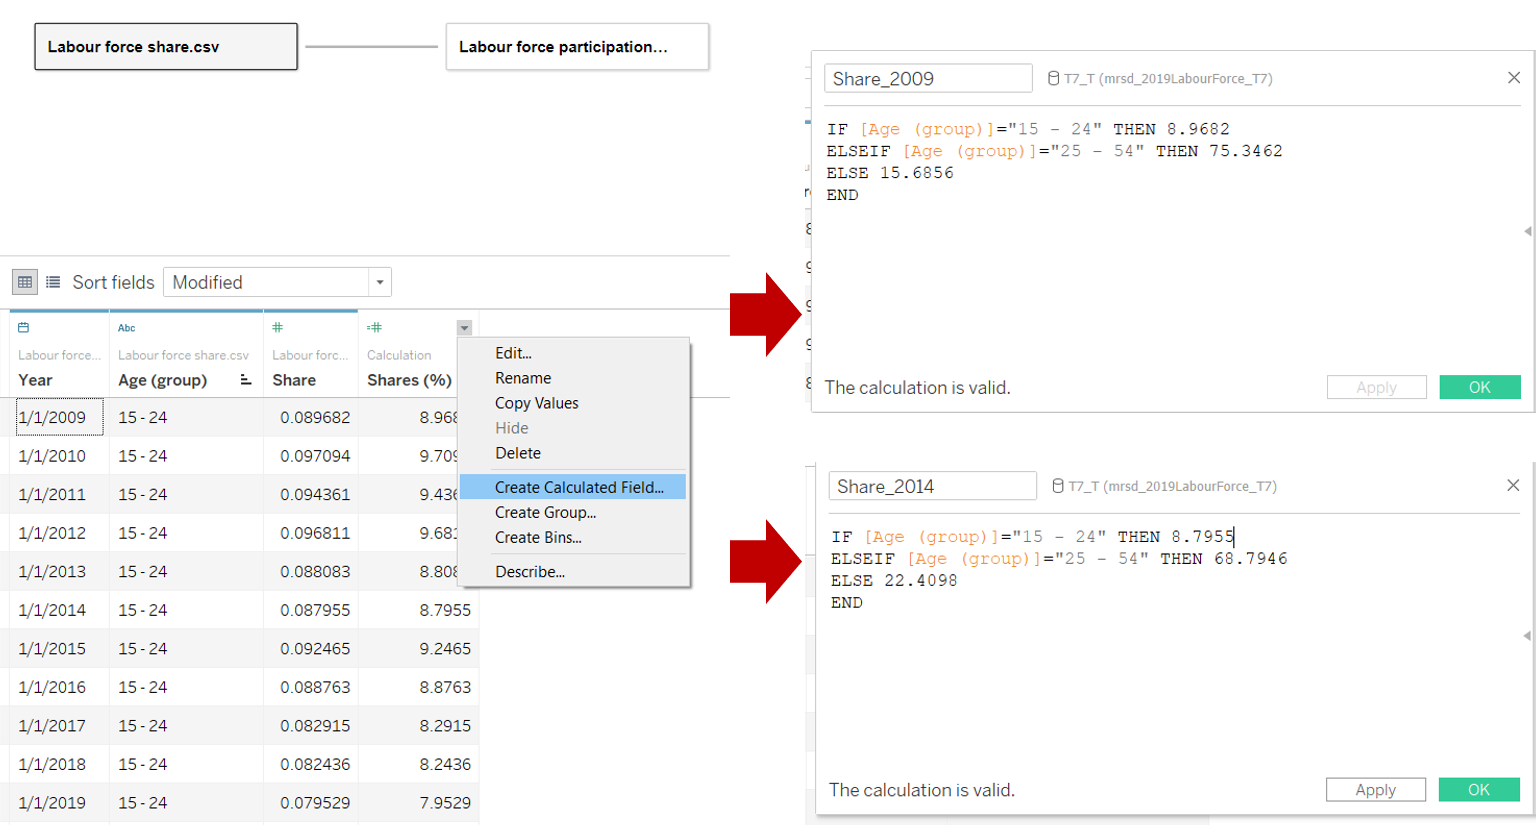 Labour force share.csv
Labour force participation...
Sort fields
Modified
Abc
Labour force...
Labour force share.csv
Labour forc...
Calculation
Year
Age (group)
Share
Shares (%)
1/1/2009 15 - 24 0.089682 8.968
1/1/2010 15 - 24 0.097094 9.709
1/1/2011 15 - 24 0.094361 9.436
1/1/2012 15 - 24 0.096811 9.681
1/1/2013 15 - 24 0.088083 8.808
1/1/2014 15 - 24 0.087955 8.7955
1/1/2015 15 - 24 0.092465 9.2465
1/1/2016 15 - 24 0.088763 8.8763
1/1/2017 15 - 24 0.082915 8.2915
1/1/2018 15 - 24 0.082436 8.2436
1/1/2019 15 - 24 0.079529 7.9529
Edit...
Rename
Copy Values
Hide
Delete
Create Calculated Field...
Create Group...
Create Bins...
Describe...
Share_2009
T7_T (mrsd_2019LabourForce_T7)
IF [Age (group)]="15 - 24" THEN 8.9682
ELSEIF [Age (group)]="25 - 54" THEN 75.3462
ELSE 15.6856
END
The calculation is valid.
Apply
OK
Share_2014
T7_T (mrsd_2019LabourForce_T7)
IF [Age (group)]="15 - 24" THEN 8.7955
ELSEIF [Age (group)]="25 - 54" THEN 68.7946
ELSE 22.4098
END
The calculation is valid.
Apply
OK